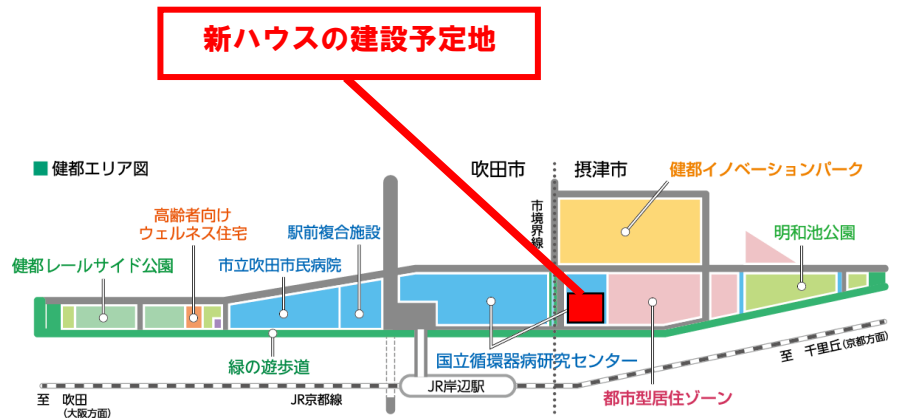 新ハウスの建設予定地
健都エリア図
吹田市
摂津市
健都イノベーションパーク
市境界線
高齢者向け
ウェルネス住宅
駅前複合施設
明和池公園
健都レールサイド公園
市立吹田市民病院
緑の遊歩道
国立循環器病研究センター
至 千里丘(京都方面)
JR岸辺駅
都市型居住ゾーン
至 吹田
(大阪方面)
JR京都線